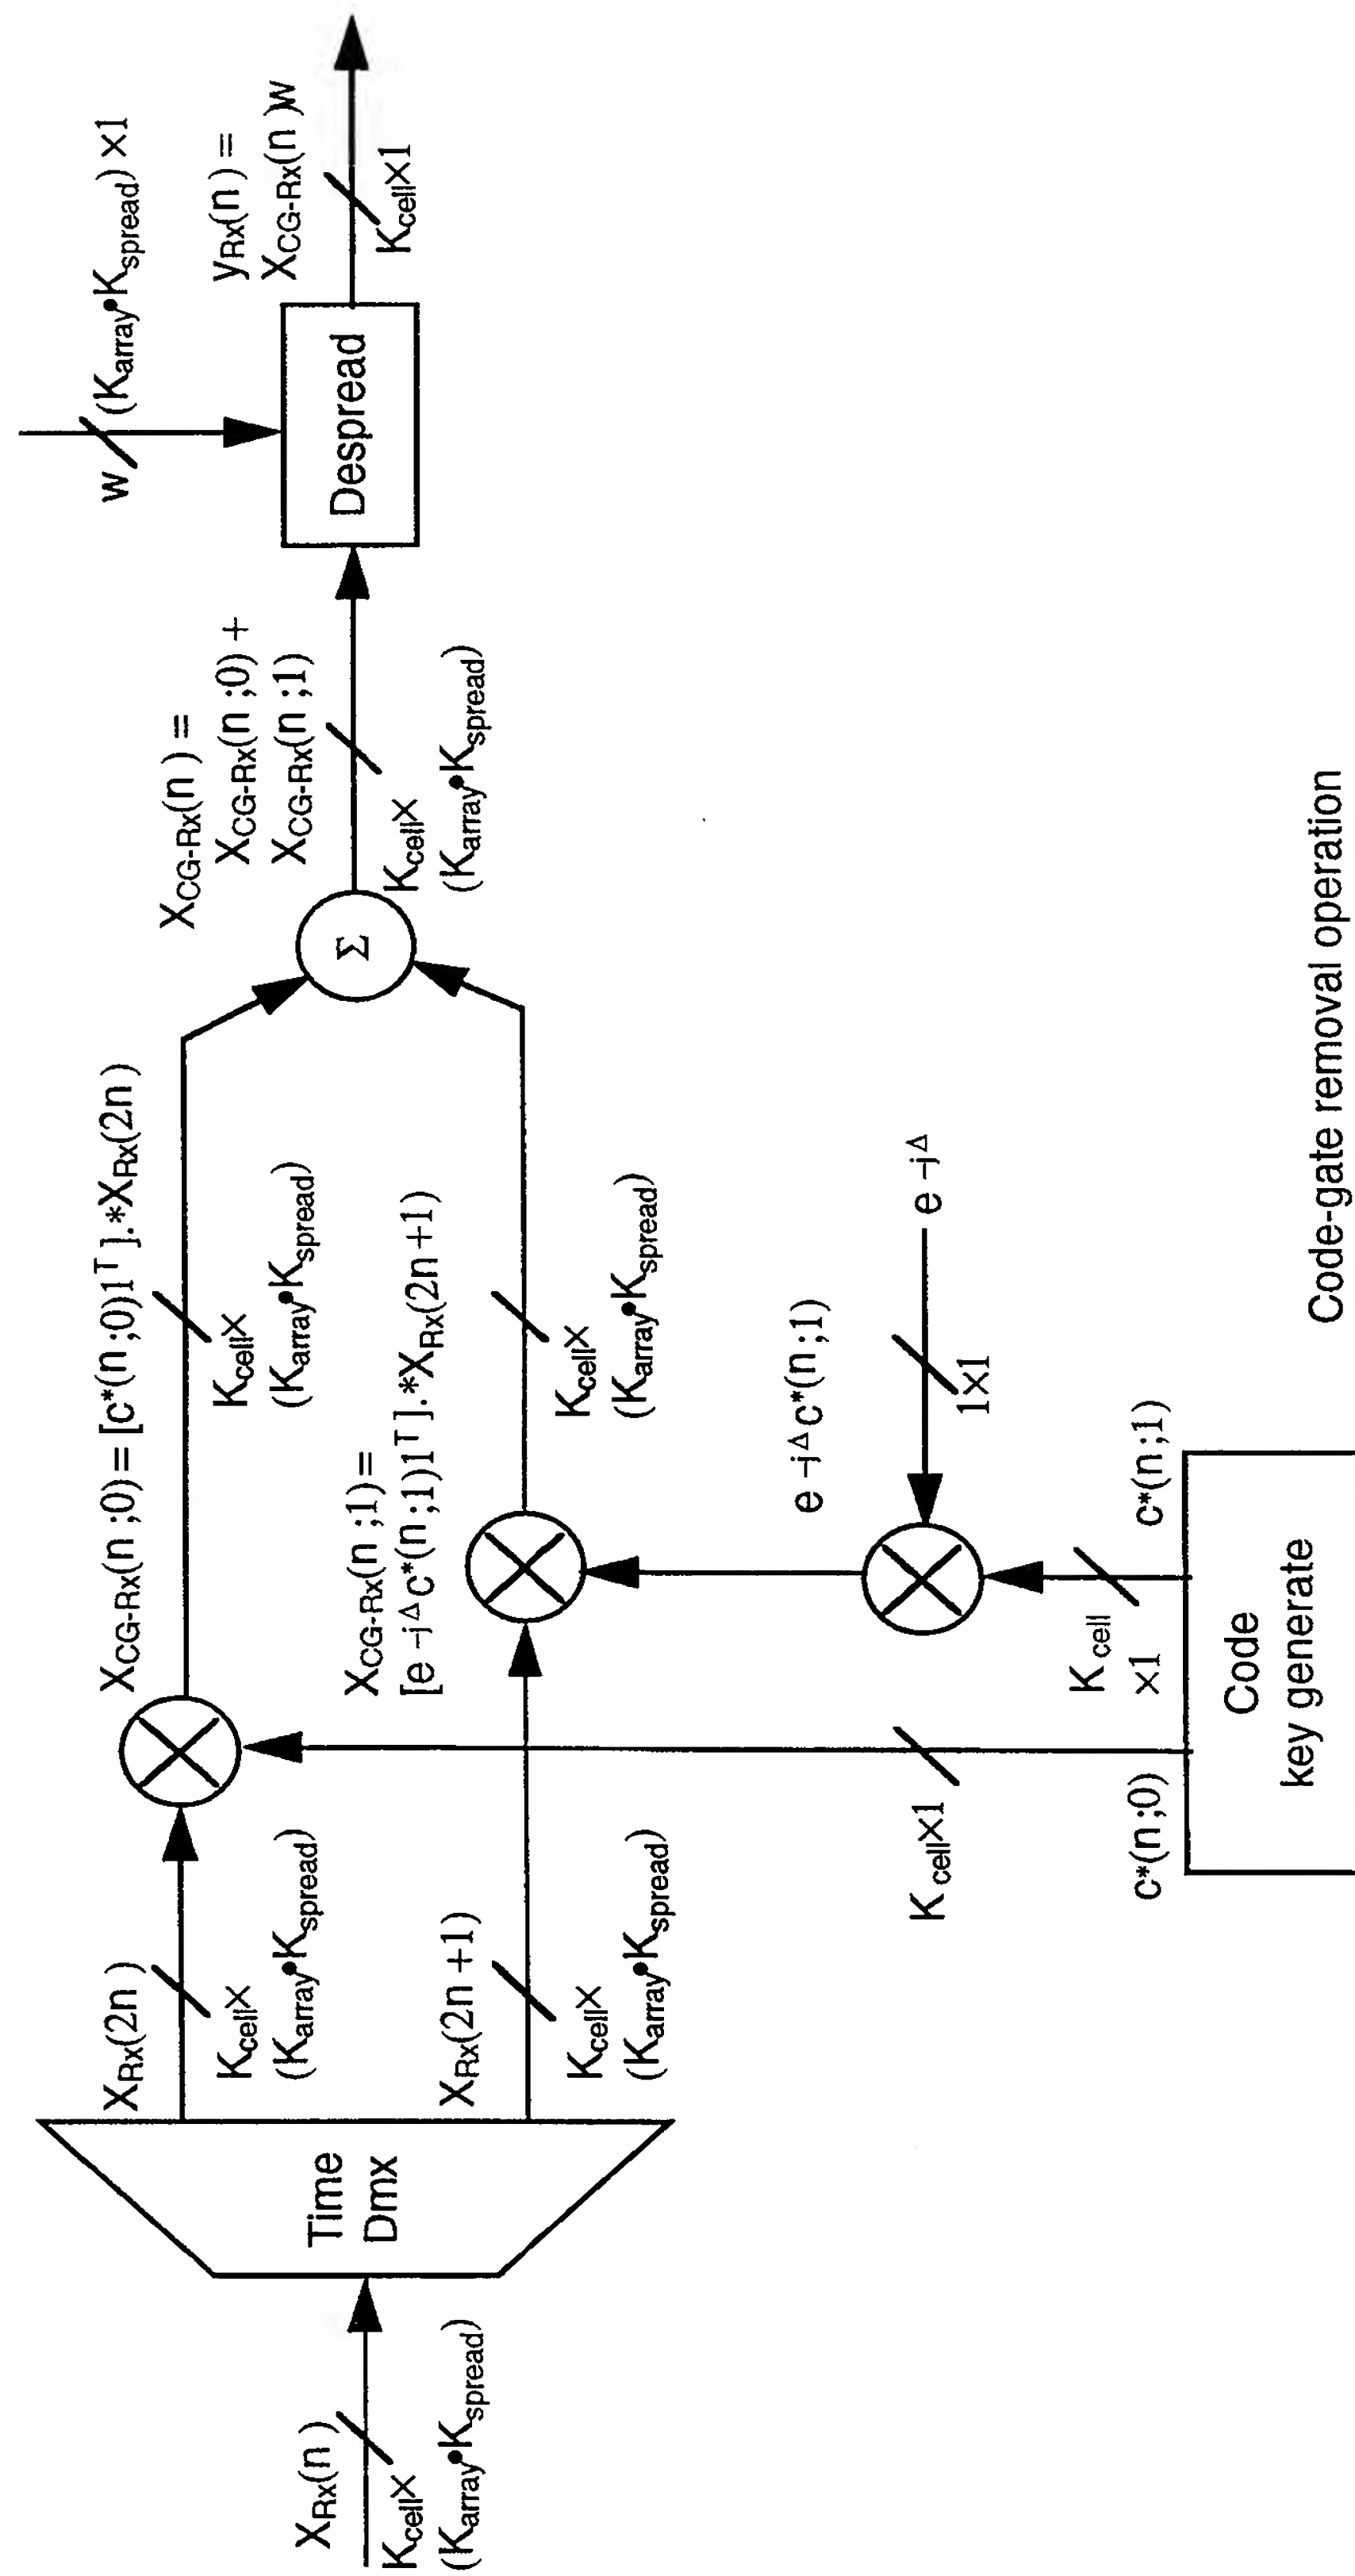 X_Rx(n)
K_cell×
(K_array•K_spread)
Time
Dmx
X_Rx(2n)
K_cell×
(K_array•K_spread)
X_Rx(2n+1)
K_cell×
(K_array•K_spread)
X_CG-Rx(n;0)=[c*(n;0)1^T].*X_Rx(2n)
K_cell×
(K_array•K_spread)
X_CG-Rx(n;1)=
[e^-jΔ c*(n;1)1^T].*X_Rx(2n+1)
K_cell×
(K_array•K_spread)
K_cell×1
c*(n;0)
Code
key generate
K_cell
×1
c*(n;1)
e^-jΔ c*(n;1)
1×1
e^-jΔ
Σ
X_CG-Rx(n)=
X_CG-Rx(n;0)+
X_CG-Rx(n;1)
K_cell×
(K_array•K_spread)
w
(K_array•K_spread)×1
Despread
y_Rx(n)=
X_CG-Rx(n)w
K_cell×1
Code-gate removal operation